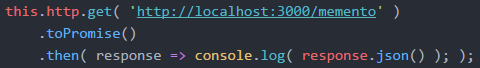 this.http.get( 'http://localhost:3000/memento' )
.toPromise()
.then( response => console.log( response.json() ); );